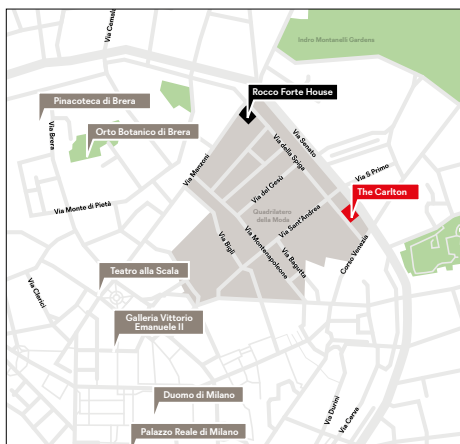 Via Cernaia
Indro Montanelli Gardens
Rocco Forte House
Pinacoteca di Brera
Orto Botanico di Brera
Via Brera
Via Senato
Via della Spiga
Via Manzoni
Via S Primo
Via del Gesù
The Carlton
Via Monte di Pietà
Quadrilatero
della Moda
Via Sant'Andrea
Via Bigli
Via Montenapoleone
Via Bagutta
Corso Venezia
Teatro alla Scala
Via Clerici
Galleria Vittorio
Emanuele II
Duomo di Milano
Via Durini
Via Cerva
Palazzo Reale di Milano